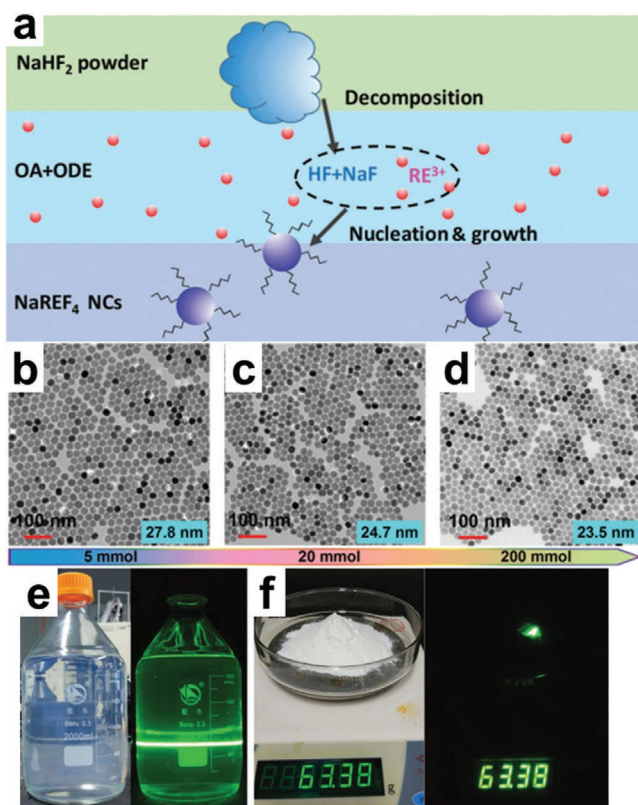 a
NaHF₂ powder
Decomposition
OA+ODE
HF+NaF
RE³⁺
Nucleation & growth
NaREF₄ NCs
b
c
d
100 nm
27.8 nm
100 nm
24.7 nm
100 nm
23.5 nm
5 mmol
20 mmol
200 mmol
e
f
2000ml
63.38
63.38